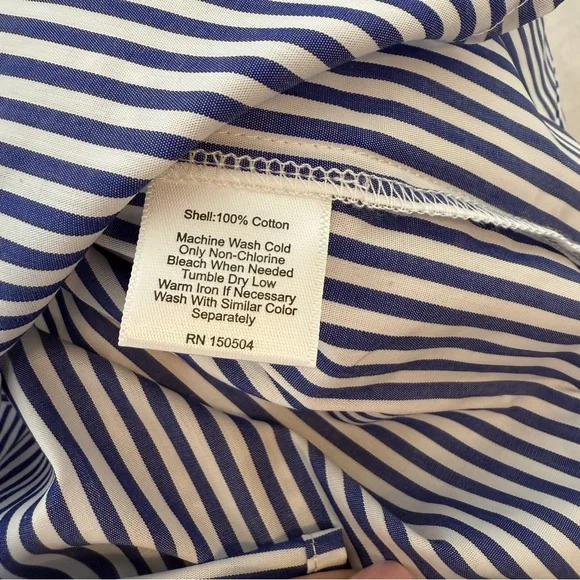 Shell:100% Cotton
Machine Wash Cold
Only Non-Chlorine
Bleach When Needed
Tumble Dry Low
Warm Iron If Necessary
Wash With Similar Color
Separately
RN 150504